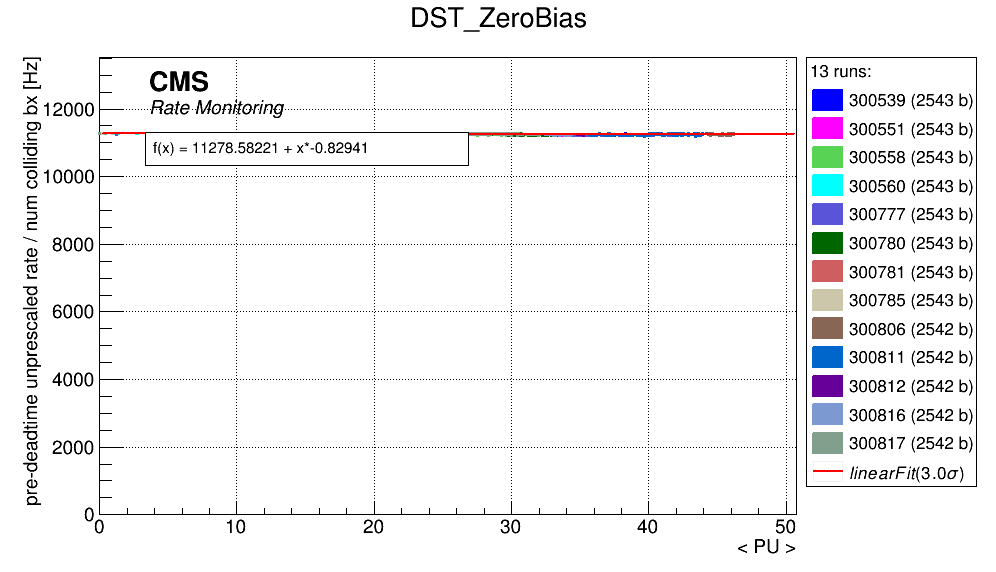 DST_ZeroBias
pre-deadtime unprescaled rate / num colliding bx [Hz]
CMS
Rate Monitoring
f(x) = 11278.58221 + x*-0.82941
12000
10000
8000
6000
4000
2000
0
0 10 20 30 40 50
< PU >
13 runs:
300539 (2543 b)
300551 (2543 b)
300558 (2543 b)
300560 (2543 b)
300777 (2543 b)
300780 (2543 b)
300781 (2543 b)
300785 (2543 b)
300806 (2542 b)
300811 (2542 b)
300812 (2542 b)
300816 (2542 b)
300817 (2542 b)
linearFit(3.0σ)